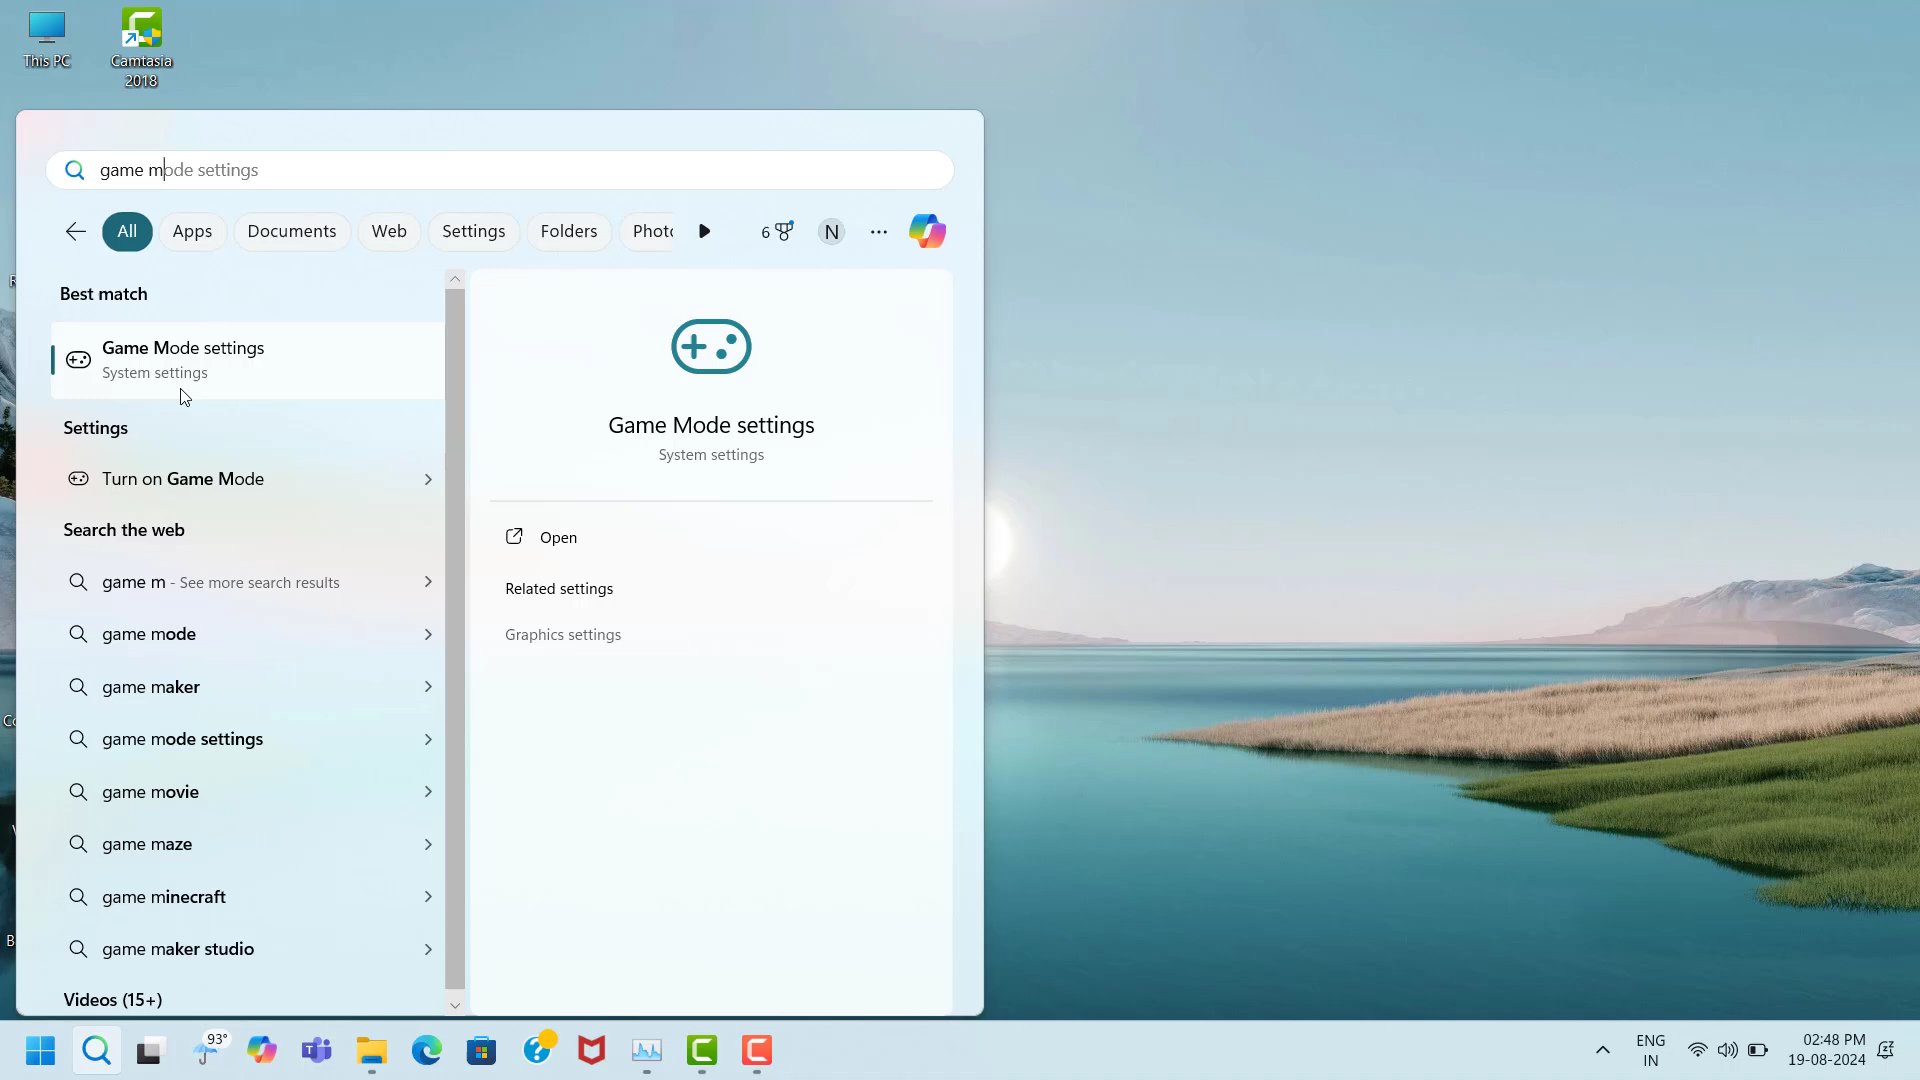 This PC
Camtasia
2018
game mode settings
All
Apps
Documents
Web
Settings
Folders
Photo
6
N
Best match
Game Mode settings
System settings
Settings
Turn on Game Mode
Search the web
game m - See more search results
game mode
game maker
game mode settings
game movie
game maze
game minecraft
game maker studio
Videos (15+)
Game Mode settings
System settings
Open
Related settings
Graphics settings
R
Co
B
93°
ENG
IN
02:48 PM
19-08-2024